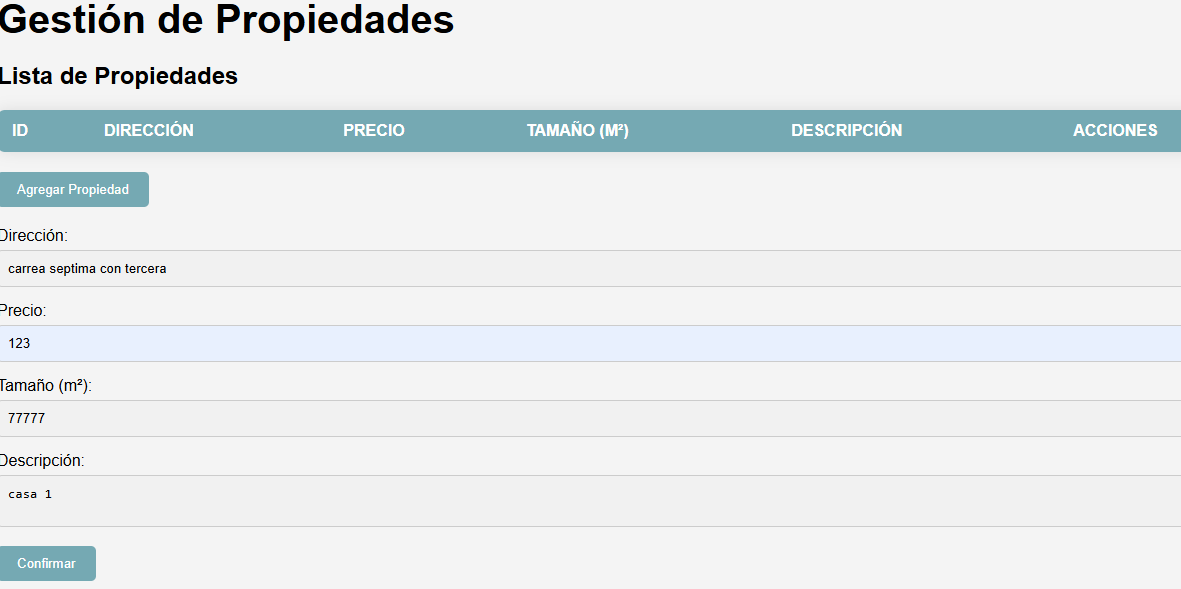 Gestión de Propiedades
Lista de Propiedades
ID DIRECCIÓN PRECIO TAMAÑO (M²) DESCRIPCIÓN ACCIONES
Agregar Propiedad
Dirección:
carrea septima con tercera
Precio:
123
Tamaño (m²):
77777
Descripción:
casa 1
Confirmar